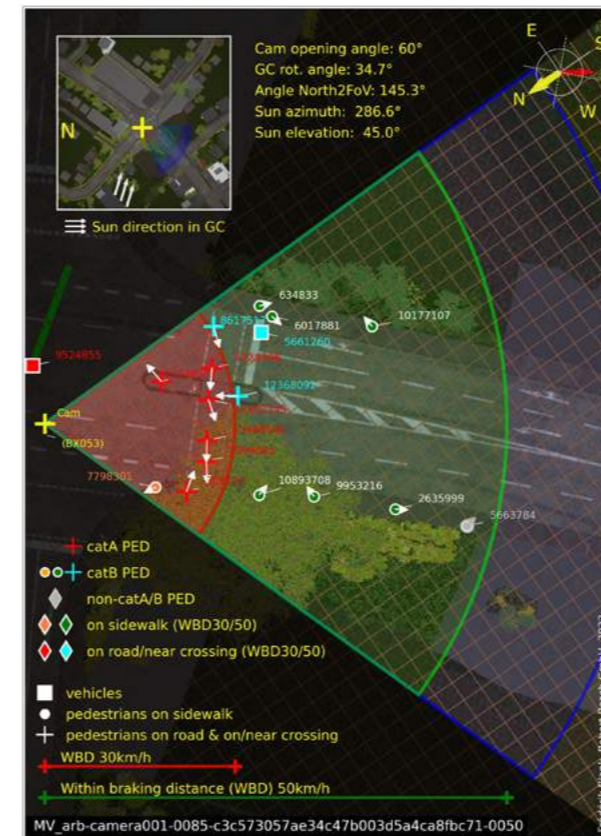 E
S
N
W
Cam opening angle: 60°
GC rot. angle: 34.7°
Angle North2FoV: 145.3°
Sun azimuth: 286.6°
Sun elevation: 45.0°
N
Sun direction in GC
634833
6017881
10177107
5661260
9524855
12368092
Cam
(BX053)
7798301
10893708
9953216
2635999
5663784
catA PED
catB PED
non-catA/B PED
on sidewalk (WBD30/50)
on road/near crossing (WBD30/50)
vehicles
pedestrians on sidewalk
pedestrians on road & on/near crossing
WBD 30km/h
Within braking distance (WBD) 50km/h
MV_arb-camera001-0085-c3c573057ae34c47b003d5a4ca8fbc71-0050